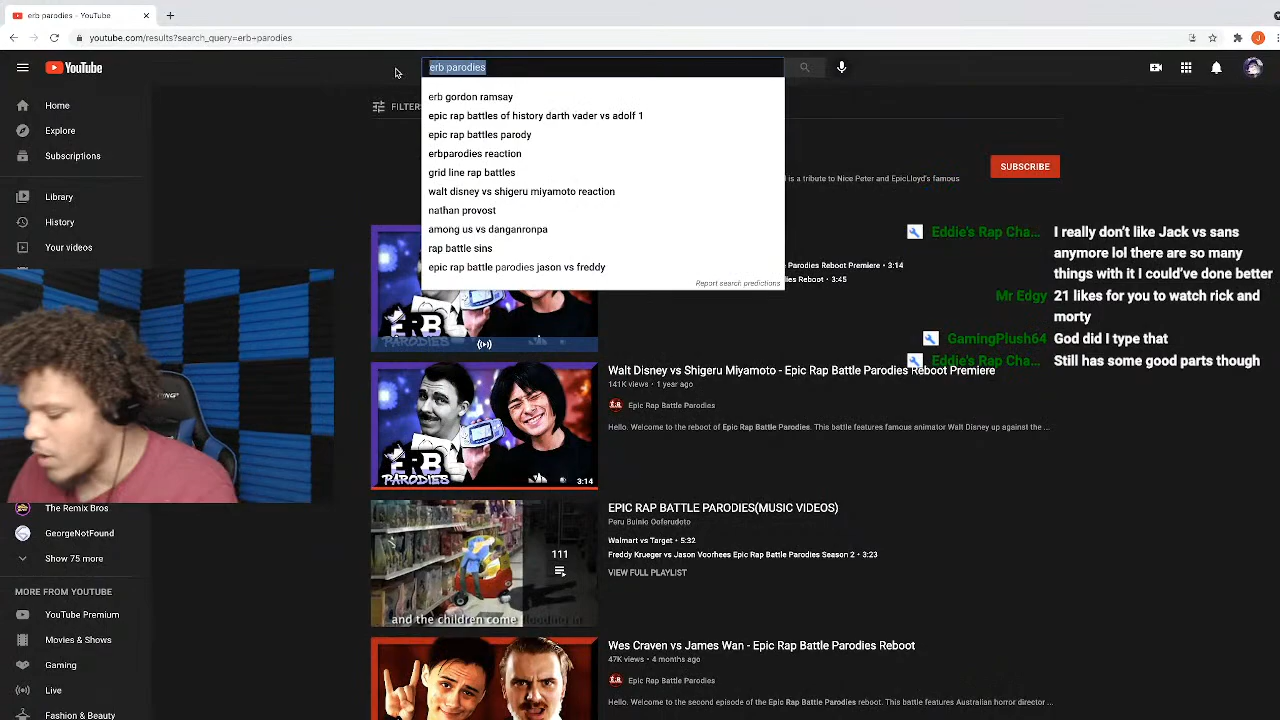 erb parodies
youtube.com/results?search_query=erb+parodies
J
YouTube
erb parodies
erb gordon ramsay
epic rap battles of history darth vader vs adolf 1
epic rap battles parody
erbparodies reaction
grid line rap battles
walt disney vs shigeru miyamoto reaction
nathan provost
among us vs danganronpa
rap battle sins
epic rap battle parodies jason vs freddy
Report search predictions
FILTERS
Home
Explore
Subscriptions
Library
History
Your videos
SUBSCRIBE
is a tribute to Nice Peter and EpicLloyd's famous
Parodies Reboot Premiere • 3:14
Reboot • 3:45
Eddie's Rap Cha... I really don't like Jack vs sans
anymore lol there are so many
things with it I could've done better
Mr Edgy 21 likes for you to watch rick and
morty
GamingPlush64 God did I type that
Eddie's Rap Cha... Still has some good parts though
ERB
PARODIES
Walt Disney vs Shigeru Miyamoto - Epic Rap Battle Parodies Reboot Premiere
141K views • 1 year ago
Epic Rap Battle Parodies
Hello. Welcome to the reboot of Epic Rap Battle Parodies. This battle features famous animator Walt Disney up against the ...
ERB
PARODIES
3:14
EPIC RAP BATTLE PARODIES(MUSIC VIDEOS)
Peru Buinio Ooferudoto
Walmart vs Target • 5:32
Freddy Krueger vs Jason Voorhees Epic Rap Battle Parodies Season 2 • 3:23
VIEW FULL PLAYLIST
111
and the children come flooding in
The Remix Bros
GeorgeNotFound
Show 75 more
MORE FROM YOUTUBE
YouTube Premium
Movies & Shows
Gaming
Live
Fashion & Beauty
Wes Craven vs James Wan - Epic Rap Battle Parodies Reboot
47K views • 4 months ago
Epic Rap Battle Parodies
Hello. Welcome to the second episode of the Epic Rap Battle Parodies reboot. This battle features Australian horror director ...